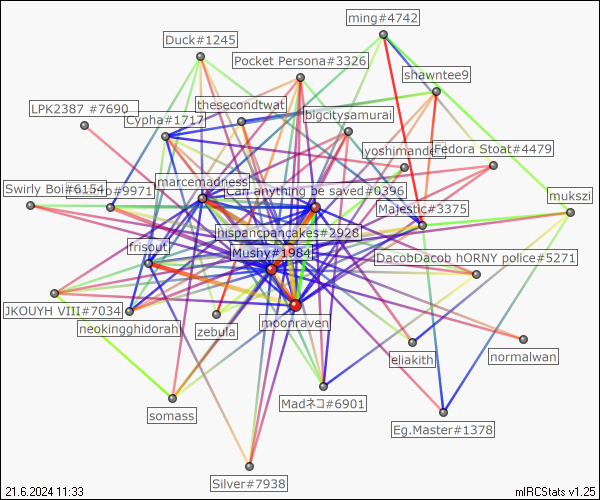 ming#4742
Duck#1245
Pocket Persona#3326
shawntee9
LPK2387 #7690
thesecondtwat
Cypha#1717
bigcitysamurai
Fedora Stoat#4479
marcemadness
Swirly Boi#6154
#9971
Can anything be saved#0396
mukszi
Majestic#3375
hispancpancakes#2928
frisout
Mushy#1984
DacobDacob hORNY police#5271
JKOUYH VIII#7034
neokingghidorah
zebula
moonraven
eliakith
normalwan
Madネコ#6901
somass
Eg.Master#1378
Silver#7938
21.6.2024 11:33
mIRCStats v1.25